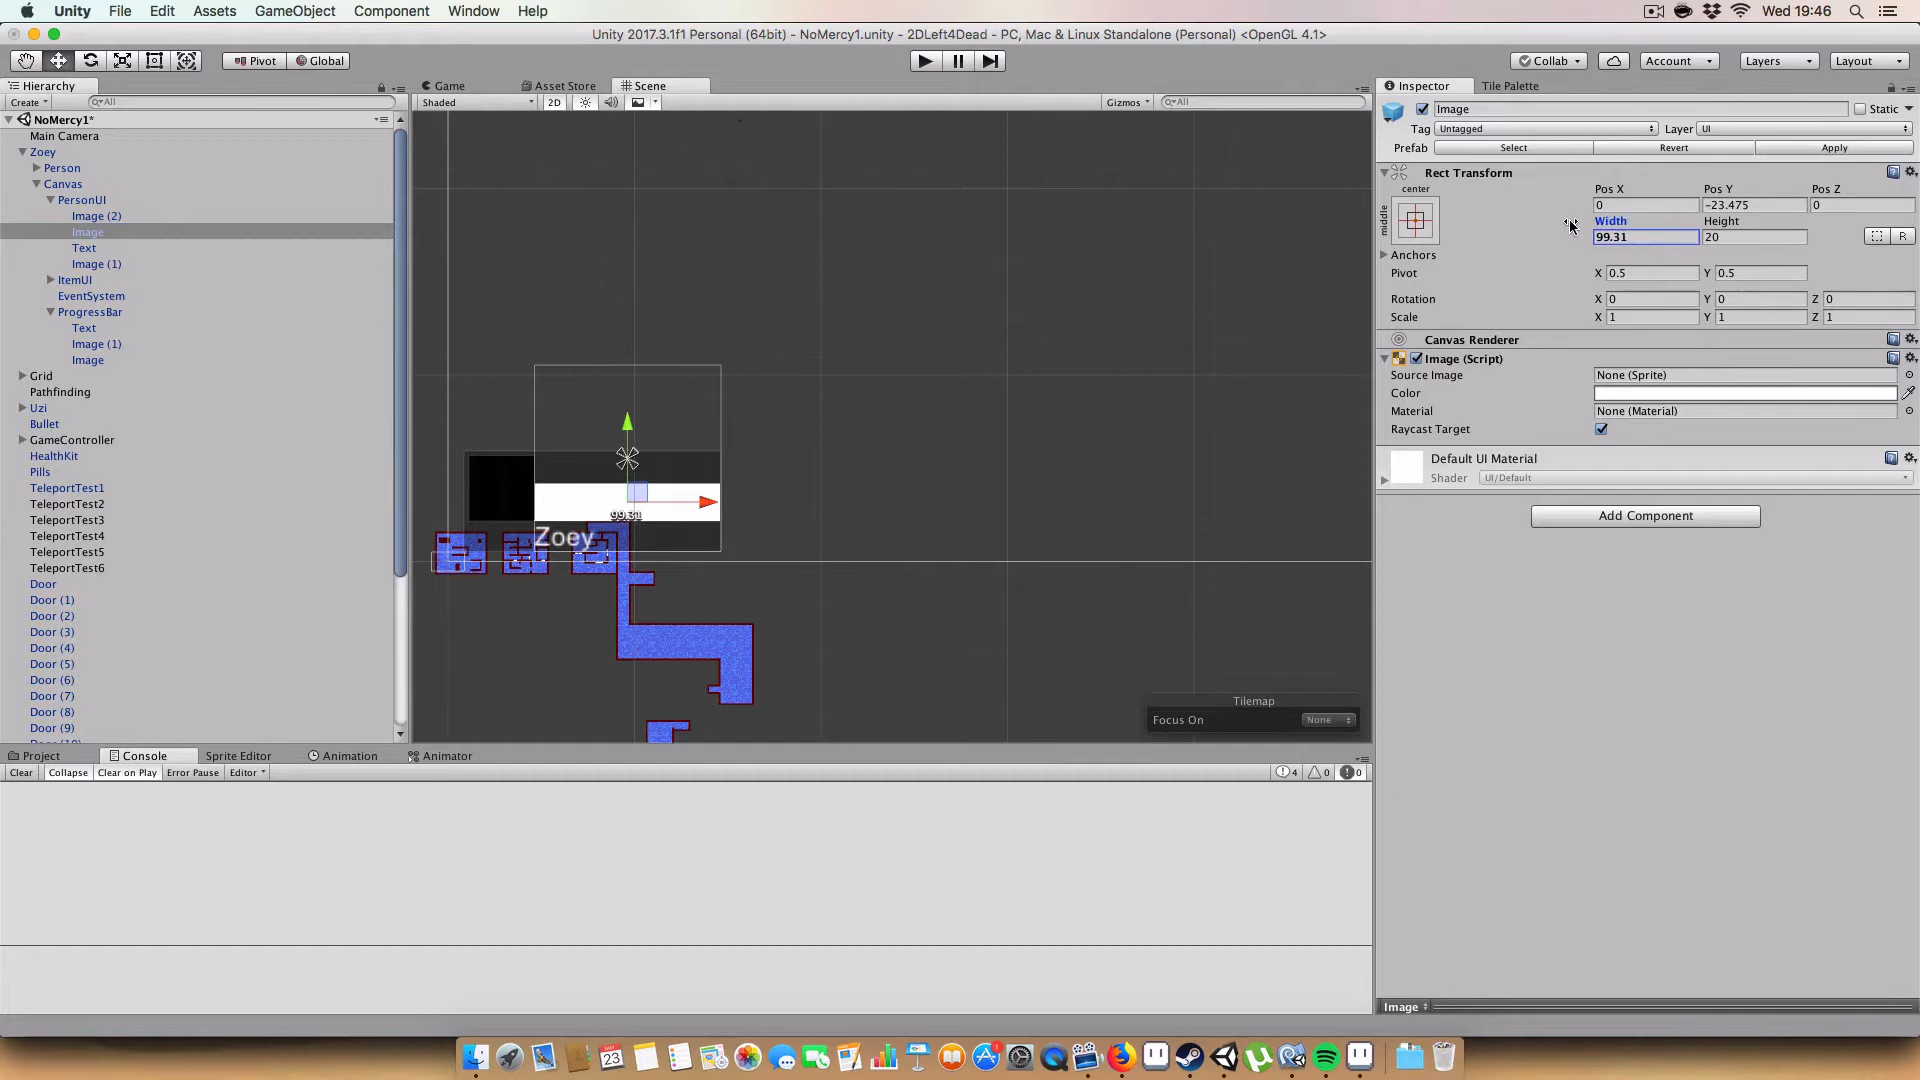 Unity File Edit Assets GameObject Component Window Help Wed 19:46
Unity 2017.3.1f1 Personal (64bit) - NoMercy1.unity - 2DLeft4Dead - PC, Mac & Linux Standalone (Personal) <OpenGL 4.1>
Pivot Global Collab Account Layers Layout
Hierarchy
Create All
NoMercy1*
Main Camera
Zoey
Person
Canvas
PersonUI
Image (2)
Image
Text
Image (1)
ItemUI
EventSystem
ProgressBar
Text
Image (1)
Image
Grid
Pathfinding
Uzi
Bullet
GameController
HealthKit
Pills
TeleportTest1
TeleportTest2
TeleportTest3
TeleportTest4
TeleportTest5
TeleportTest6
Door
Door (1)
Door (2)
Door (3)
Door (4)
Door (5)
Door (6)
Door (7)
Door (8)
Door (9)
Game Asset Store Scene
Shaded 2D Gizmos All
99.31
Zoey
Tilemap
Focus On None
Inspector Tile Palette
Image Static
Tag Untagged Layer UI
Prefab Select Revert Apply
Rect Transform
center Pos X Pos Y Pos Z
middle
0 -23.475 0
Width Height
99.31 20 R
Anchors
Pivot X 0.5 Y 0.5
Rotation X 0 Y 0 Z 0
Scale X 1 Y 1 Z 1
Canvas Renderer
Image (Script)
Source Image None (Sprite)
Color
Material None (Material)
Raycast Target
Default UI Material
Shader UI/Default
Add Component
Image
Project Console Sprite Editor Animation Animator
Clear Collapse Clear on Play Error Pause Editor 4 0 0
23